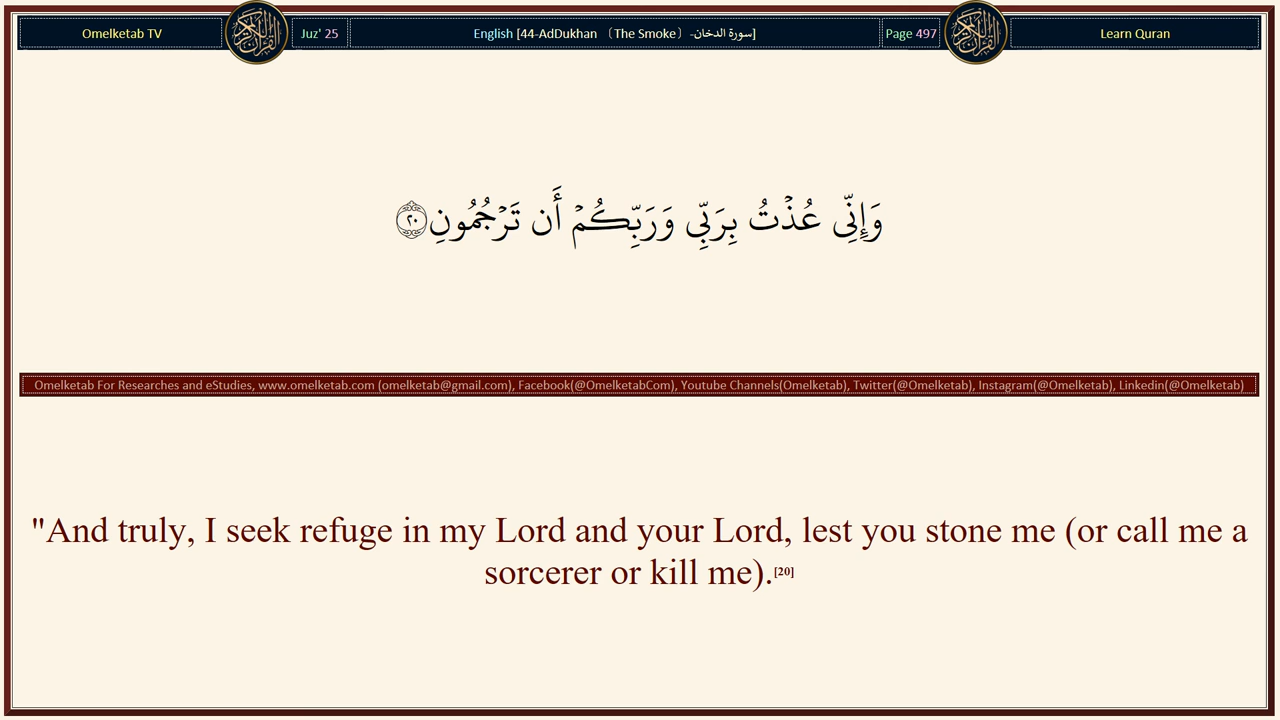 Omelketab TV
Juz' 25
English [44-AdDukhan （The Smoke） -سورة الدخان]
Page 497
Learn Quran
وَإِنِّى عُذْتُ بِرَبِّى وَرَبِّكُمْ أَن تَرْجُمُونِ ٢٠
Omelketab For Researches and eStudies, www.omelketab.com (omelketab@gmail.com), Facebook(@OmelketabCom), Youtube Channels(Omelketab), Twitter(@Omelketab), Instagram(@Omelketab), Linkedin(@Omelketab)
"And truly, I seek refuge in my Lord and your Lord, lest you stone me (or call me a
sorcerer or kill me).[20]